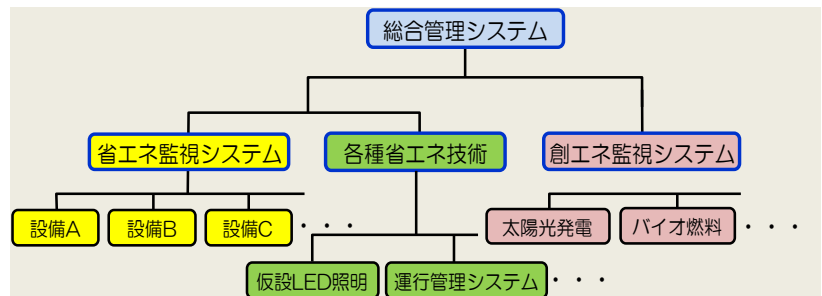 総合管理システム
省エネ監視システム
各種省エネ技術
創エネ監視システム
設備A
設備B
設備C
・・・
太陽光発電
バイオ燃料
・・・
仮設LED照明
運行管理システム
・・・